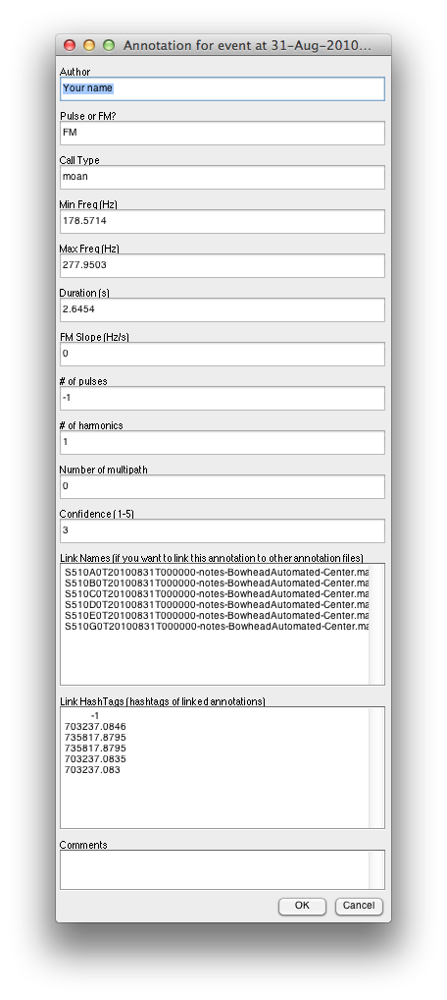 Annotation for event at 31-Aug-2010...
Author
Your name
Pulse or FM?
FM
Call Type
moan
Min Freq (Hz)
178.5714
Max Freq (Hz)
277.9503
Duration (s)
2.6454
FM Slope (Hz/s)
0
# of pulses
-1
# of harmonics
1
Number of multipath
0
Confidence (1-5)
3
Link Names (if you want to link this annotation to other annotation files)
S510A0T20100831T000000-notes-BowheadAutomated-Center.ma
S510B0T20100831T000000-notes-BowheadAutomated-Center.ma
S510C0T20100831T000000-notes-BowheadAutomated-Center.ma
S510D0T20100831T000000-notes-BowheadAutomated-Center.ma
S510E0T20100831T000000-notes-BowheadAutomated-Center.ma
S510G0T20100831T000000-notes-BowheadAutomated-Center.ma
Link HashTags (hashtags of linked annotations)
-1
703237.0846
735817.8795
735817.8795
703237.0835
703237.083
Comments
OK Cancel